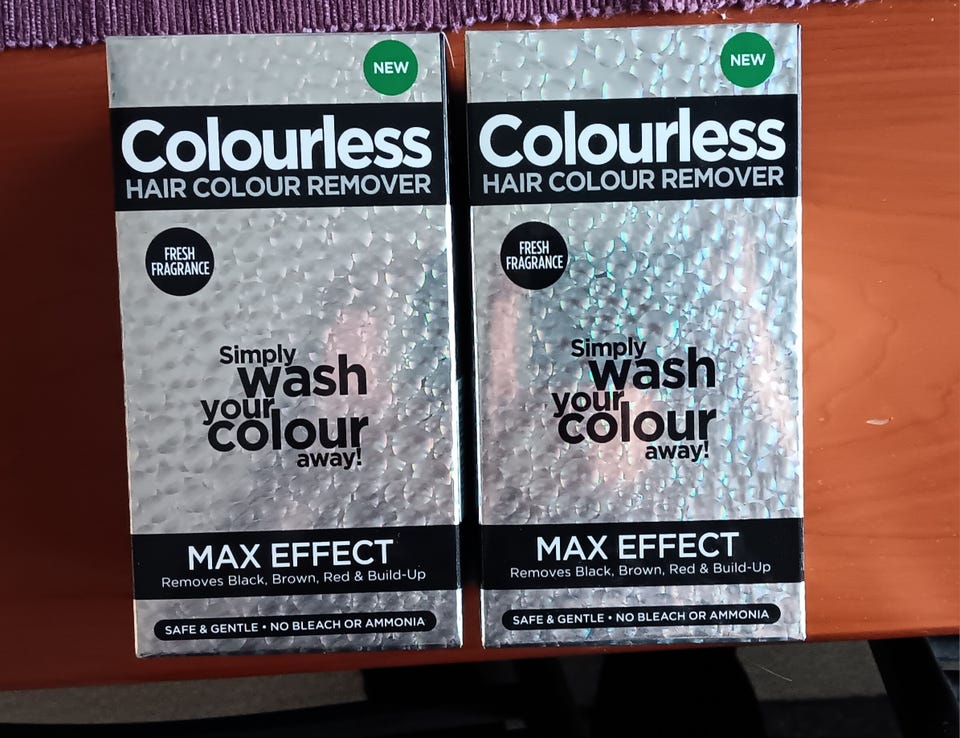 NEW
Colourless
HAIR COLOUR REMOVER
FRESH
FRAGRANCE
Simply
wash
your
colour
away!
MAX EFFECT
Removes Black, Brown, Red & Build-Up
SAFE & GENTLE • NO BLEACH OR AMMONIA
NEW
Colourless
HAIR COLOUR REMOVER
FRESH
FRAGRANCE
Simply
wash
your
colour
away!
MAX EFFECT
Removes Black, Brown, Red & Build-Up
SAFE & GENTLE • NO BLEACH OR AMMONIA